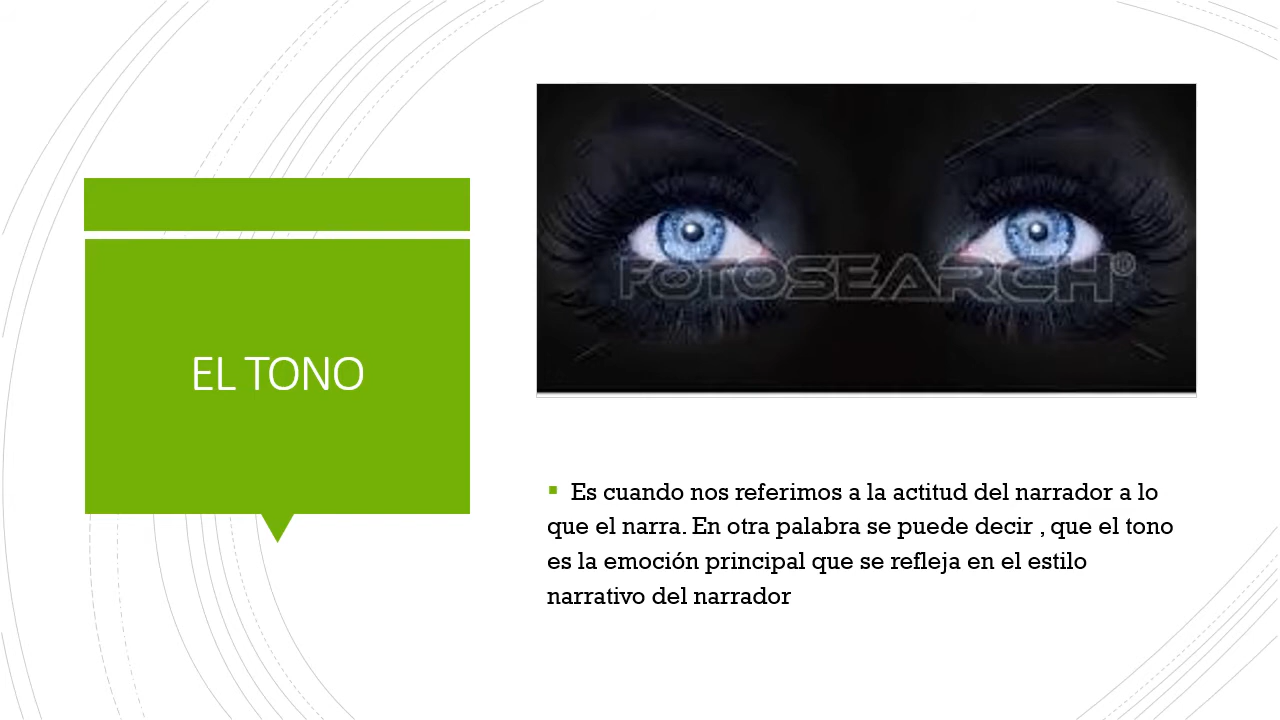 EL TONO
FOTOSEARCH®
Es cuando nos referimos a la actitud del narrador a lo
que el narra. En otra palabra se puede decir , que el tono
es la emoción principal que se refleja en el estilo
narrativo del narrador